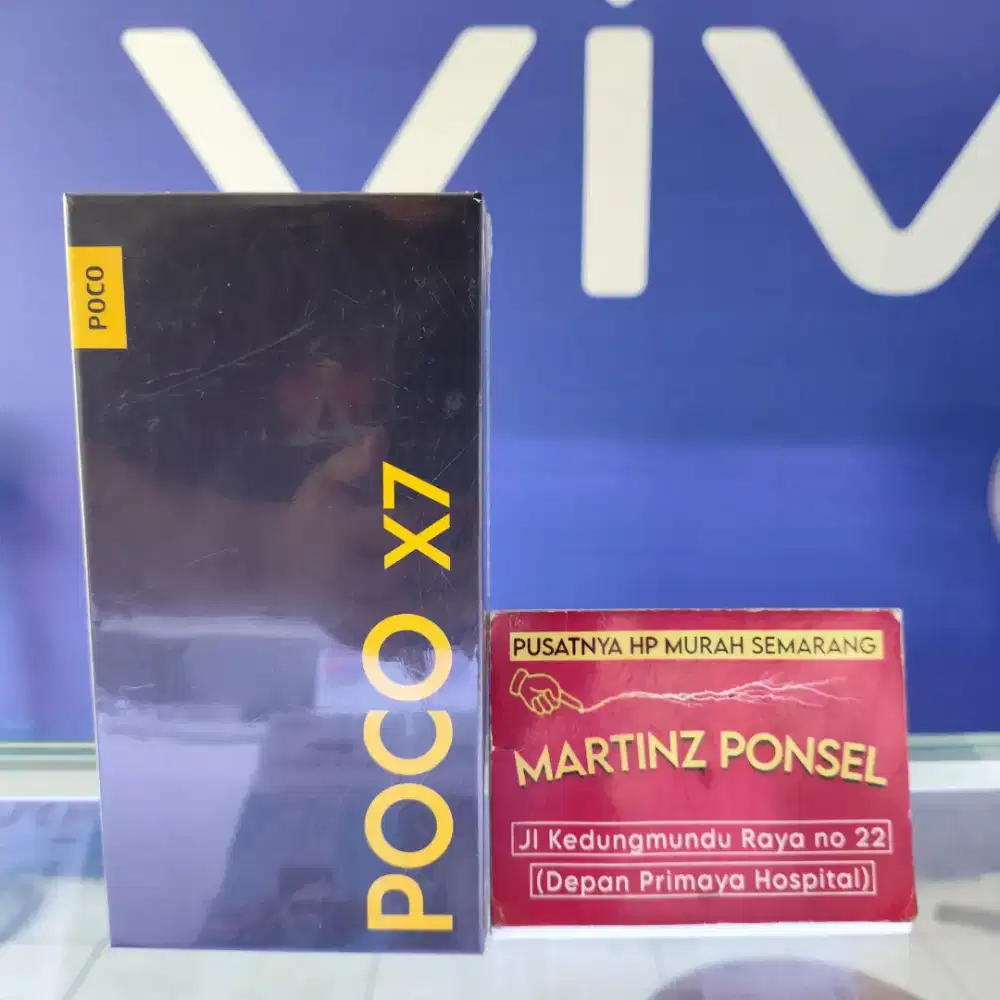 viv
POCO
POCO X7
PUSATNYA HP MURAH SEMARANG
MARTINZ PONSEL
Jl Kedungmundu Raya no 22
(Depan Primaya Hospital)